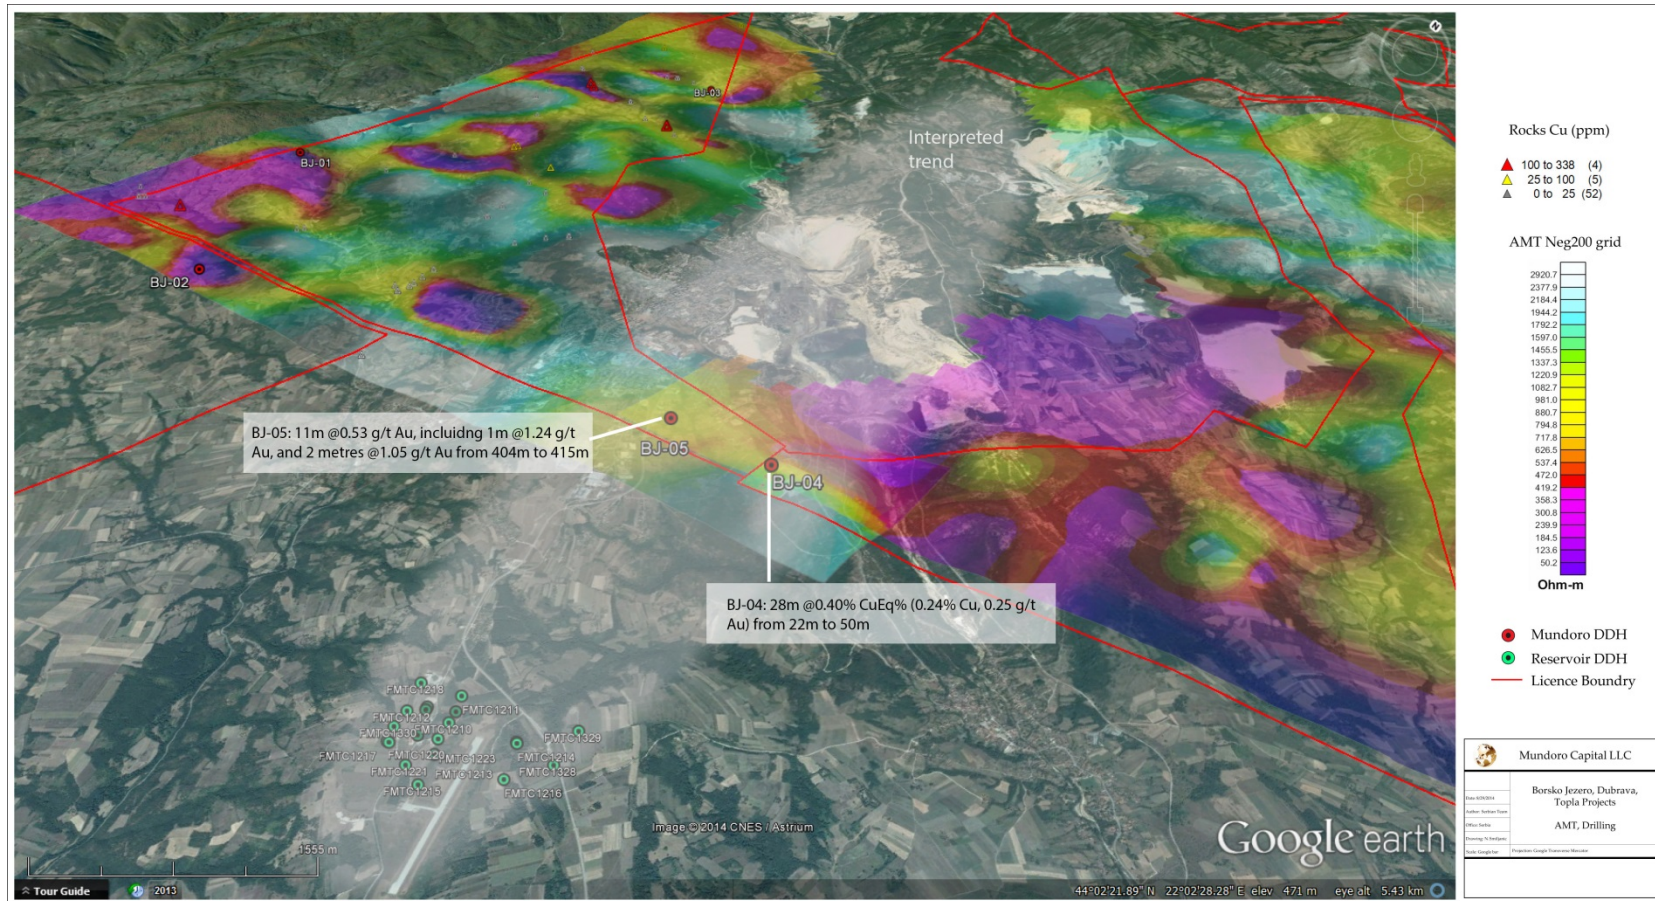 BJ-03
Interpreted
trend
BJ-01
BJ-02
BJ-05: 11m @0.53 g/t Au, incluidng 1m @1.24 g/t
Au, and 2 metres @1.05 g/t Au from 404m to 415m
BJ-05
BJ-04
BJ-04: 28m @0.40% CuEq% (0.24% Cu, 0.25 g/t
Au) from 22m to 50m
FMTC1218
FMTC1212
FMTC1211
FMTC1330
FMTC1210
FMTC1329
FMTC1217
FMTC1220
FMTC1223
FMTC1214
FMTC1221
FMTC1213
FMTC1328
FMTC1215
FMTC1216
Image © 2014 CNES / Astrium
Google earth
1555 m
Tour Guide
2013
44°02'21.89" N 22°02'28.28" E elev 471 m eye alt 5.43 km
Rocks Cu (ppm)
100 to 338 (4)
25 to 100 (5)
0 to 25 (52)
AMT Neg200 grid
2920.7
2377.9
2184.4
1944.2
1792.2
1597.0
1455.5
1337.3
1220.9
1082.7
981.0
880.7
794.8
717.8
626.5
537.4
472.0
419.2
358.3
300.8
239.9
184.5
123.6
50.2
Ohm-m
Mundoro DDH
Reservoir DDH
Licence Boundry
Mundoro Capital LLC
Borsko Jezero, Dubrava,
Topla Projects
AMT, Drilling